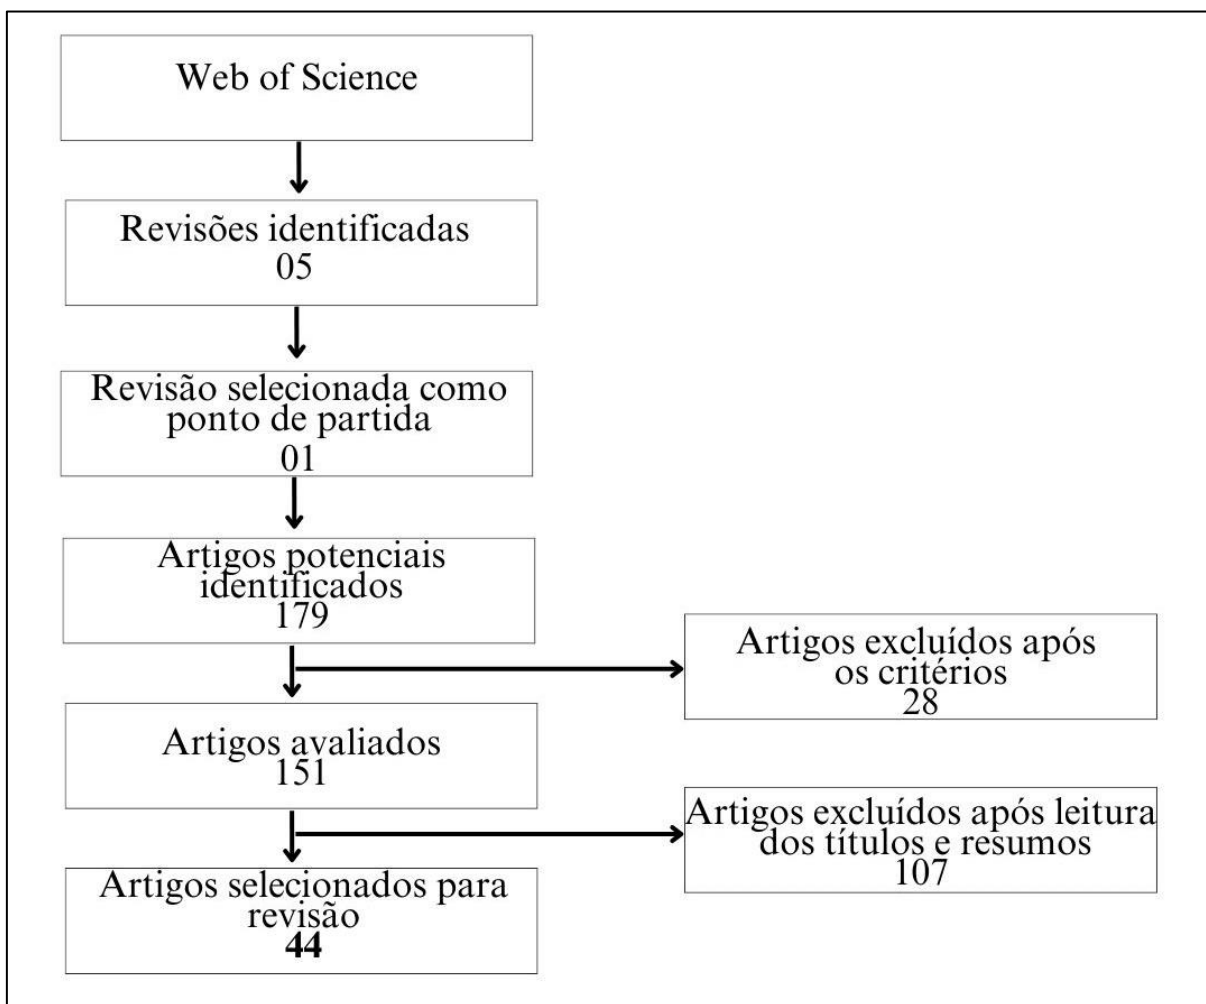 Web of Science
Revisões identificadas
05
Revisão selecionada como
ponto de partida
01
Artigos potenciais
identificados
179
Artigos excluídos após
os critérios
28
Artigos avaliados
151
Artigos excluídos após leitura
dos títulos e resumos
107
Artigos selecionados para
revisão
44